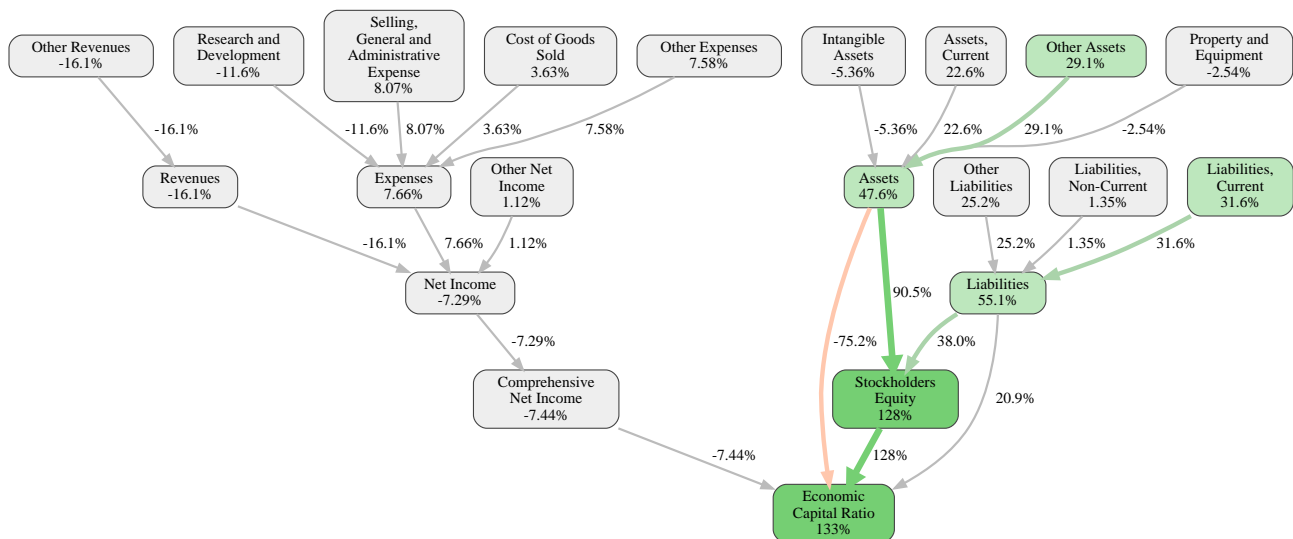 Other Revenues
-16.1%
Research and
Development
-11.6%
Selling,
General and
Administrative
Expense
8.07%
Cost of Goods
Sold
3.63%
Other Expenses
7.58%
Intangible
Assets
-5.36%
Assets,
Current
22.6%
Other Assets
29.1%
Property and
Equipment
-2.54%
-16.1%
-11.6%
8.07%
3.63%
7.58%
-5.36%
22.6%
29.1%
-2.54%
Revenues
-16.1%
Expenses
7.66%
Other Net
Income
1.12%
Assets
47.6%
Other
Liabilities
25.2%
Liabilities,
Non-Current
1.35%
Liabilities,
Current
31.6%
-16.1%
7.66%
1.12%
25.2%
1.35%
31.6%
Net Income
-7.29%
Liabilities
55.1%
90.5%
-7.29%
-75.2%
38.0%
20.9%
Comprehensive
Net Income
-7.44%
Stockholders
Equity
128%
-7.44%
128%
Economic
Capital Ratio
133%